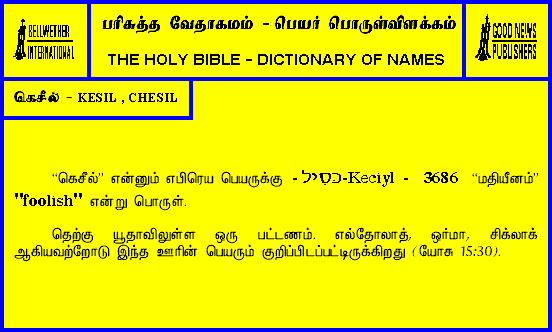 BELLWETHER
INTERNATIONAL
பரிசுத்த வேதாகமம் - பெயர் பொருள்விளக்கம்
THE HOLY BIBLE - DICTIONARY OF NAMES
GOOD NEWS
PUBLISHERS
கெசீல் - KESIL , CHESIL
“கெசீல்” என்னும் எபிரெய பெயருக்கு - כְּסִיל-Keciyl - 3686 “மதியீனம்”
"foolish" என்று பொருள்.
தெற்கு யூதாவிலுள்ள ஒரு பட்டணம். எல்தோலாத், ஒர்மா, சிக்லாக்
ஆகியவற்றோடு இந்த ஊரின் பெயரும் குறிப்பிடப்பட்டிருக்கிறது (யோசு 15:30).